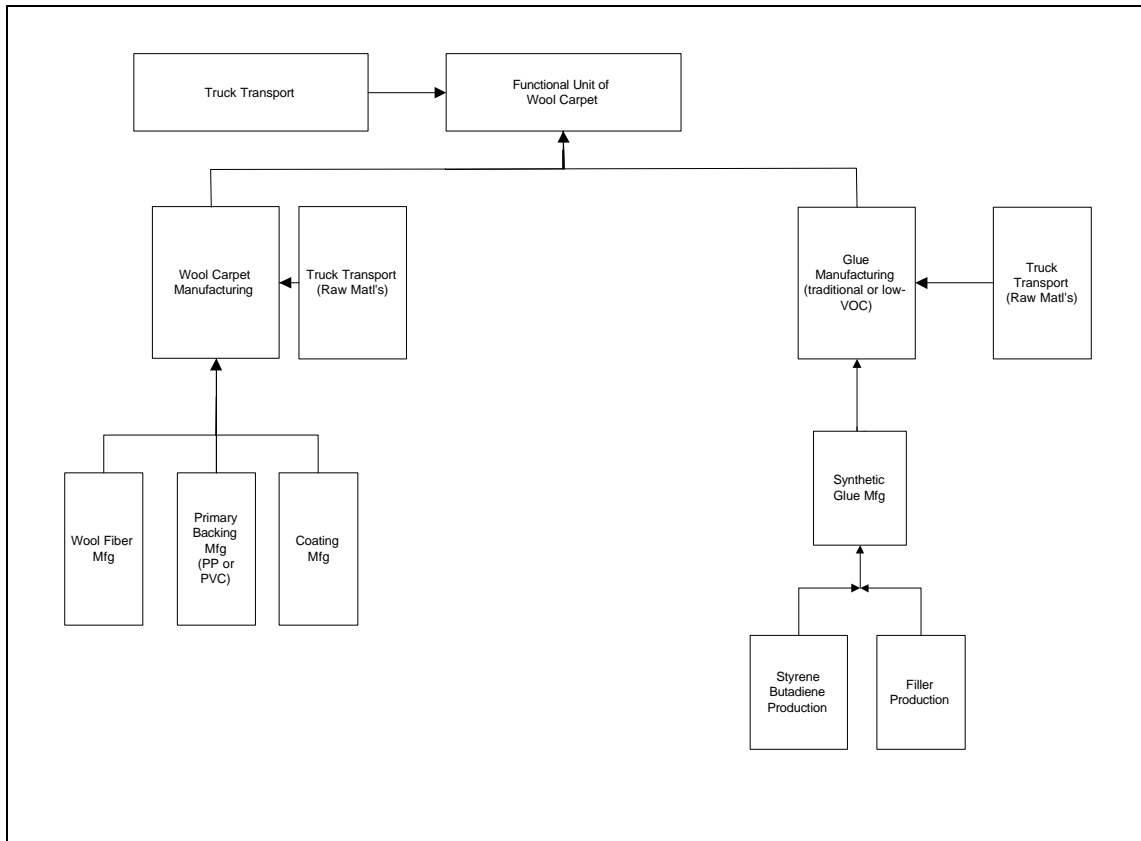 Truck Transport
Functional Unit of
Wool Carpet
Wool Carpet
Manufacturing
Truck Transport
(Raw Matl's)
Glue
Manufacturing
(traditional or low-
VOC)
Truck
Transport
(Raw Matl's)
Wool Fiber
Mfg
Primary
Backing
Mfg
(PP or
PVC)
Coating
Mfg
Synthetic
Glue Mfg
Styrene
Butadiene
Production
Filler
Production